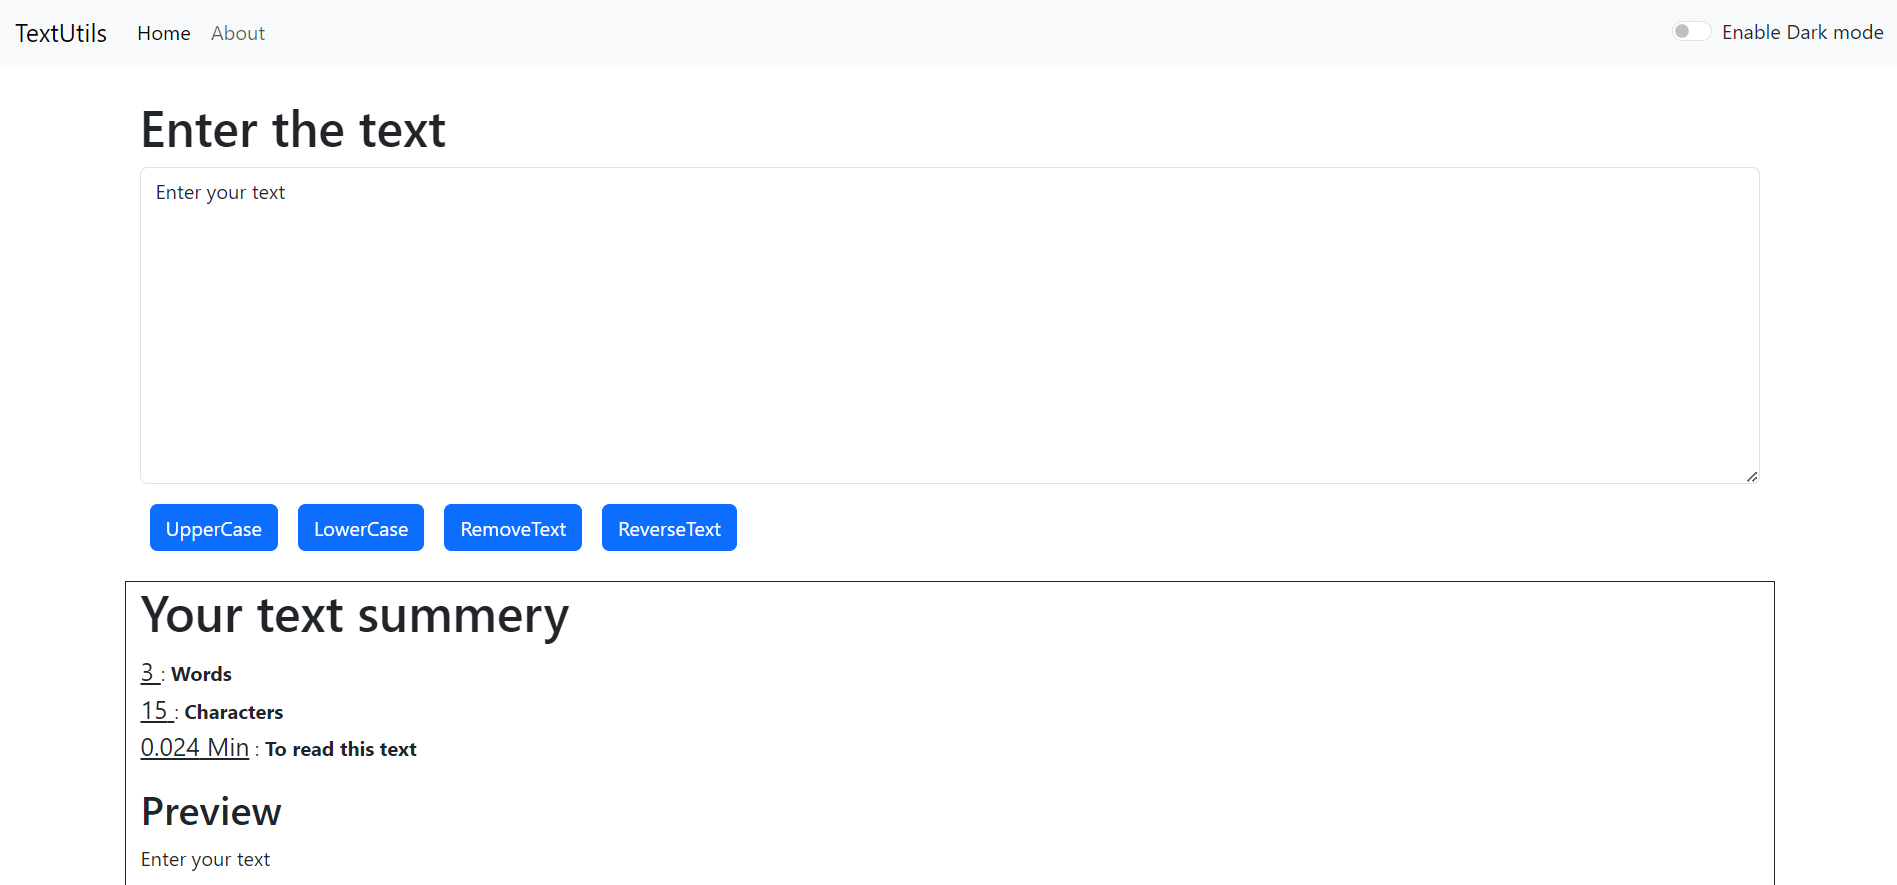 TextUtils Home About Enable Dark mode
Enter the text
Enter your text
UpperCase LowerCase RemoveText ReverseText
Your text summery
3 : Words
15 : Characters
0.024 Min : To read this text
Preview
Enter your text